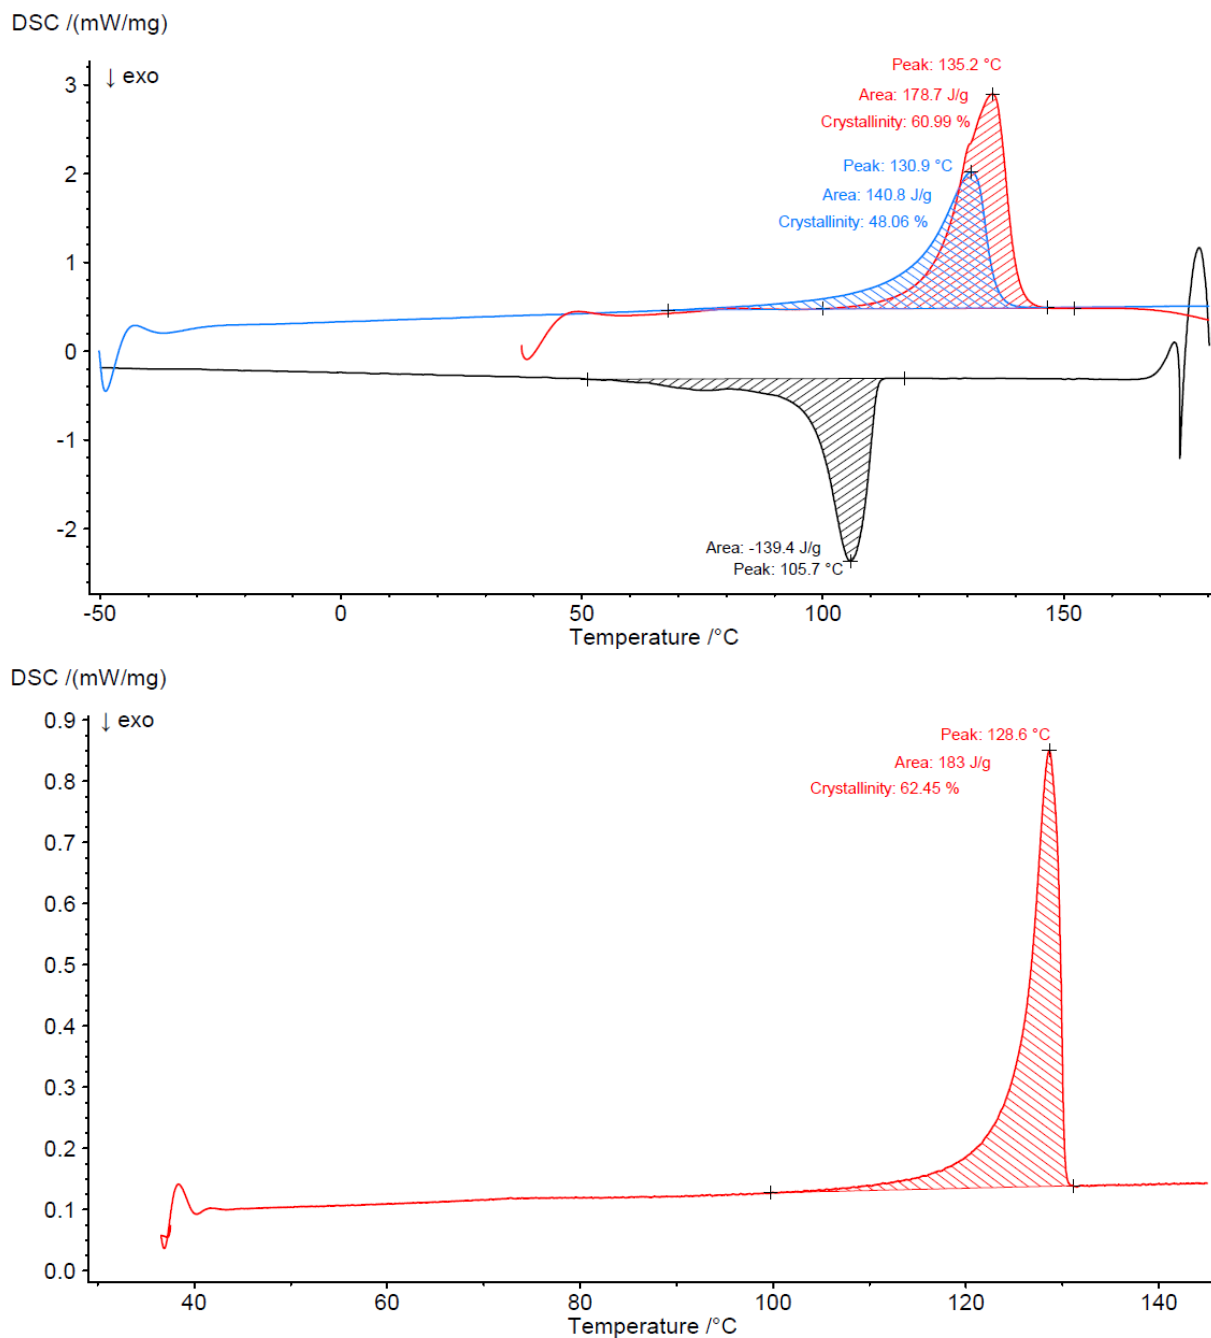 DSC /(mW/mg)
↓ exo
Peak: 135.2 °C
Area: 178.7 J/g
Crystallinity: 60.99 %
Peak: 130.9 °C
Area: 140.8 J/g
Crystallinity: 48.06 %
3
2
1
0
-1
-2
Area: -139.4 J/g
Peak: 105.7 °C
-50 0 50 100 150
Temperature /°C
DSC /(mW/mg)
↓ exo
Peak: 128.6 °C
Area: 183 J/g
Crystallinity: 62.45 %
0.9
0.8
0.7
0.6
0.5
0.4
0.3
0.2
0.1
0.0
40 60 80 100 120 140
Temperature /°C